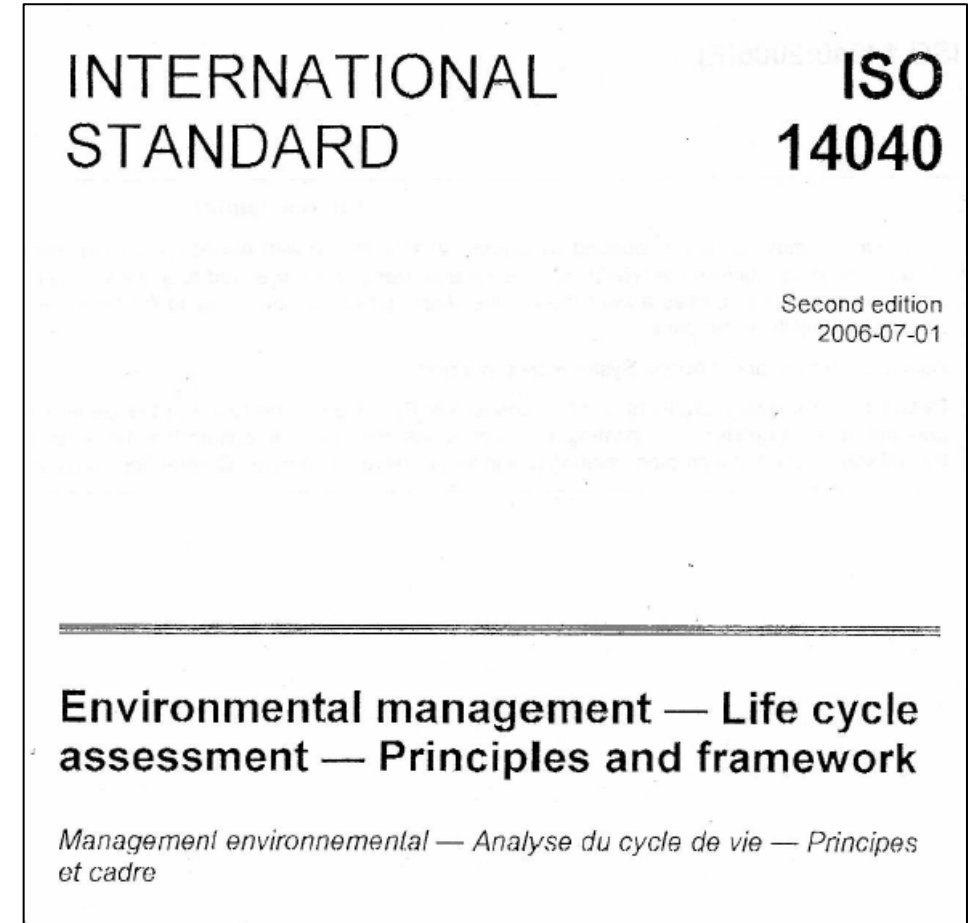 INTERNATIONAL
STANDARD
ISO
14040
Second edition
2006-07-01
Environmental management — Life cycle
assessment — Principles and framework
Management environnemental — Analyse du cycle de vie — Principes
et cadre